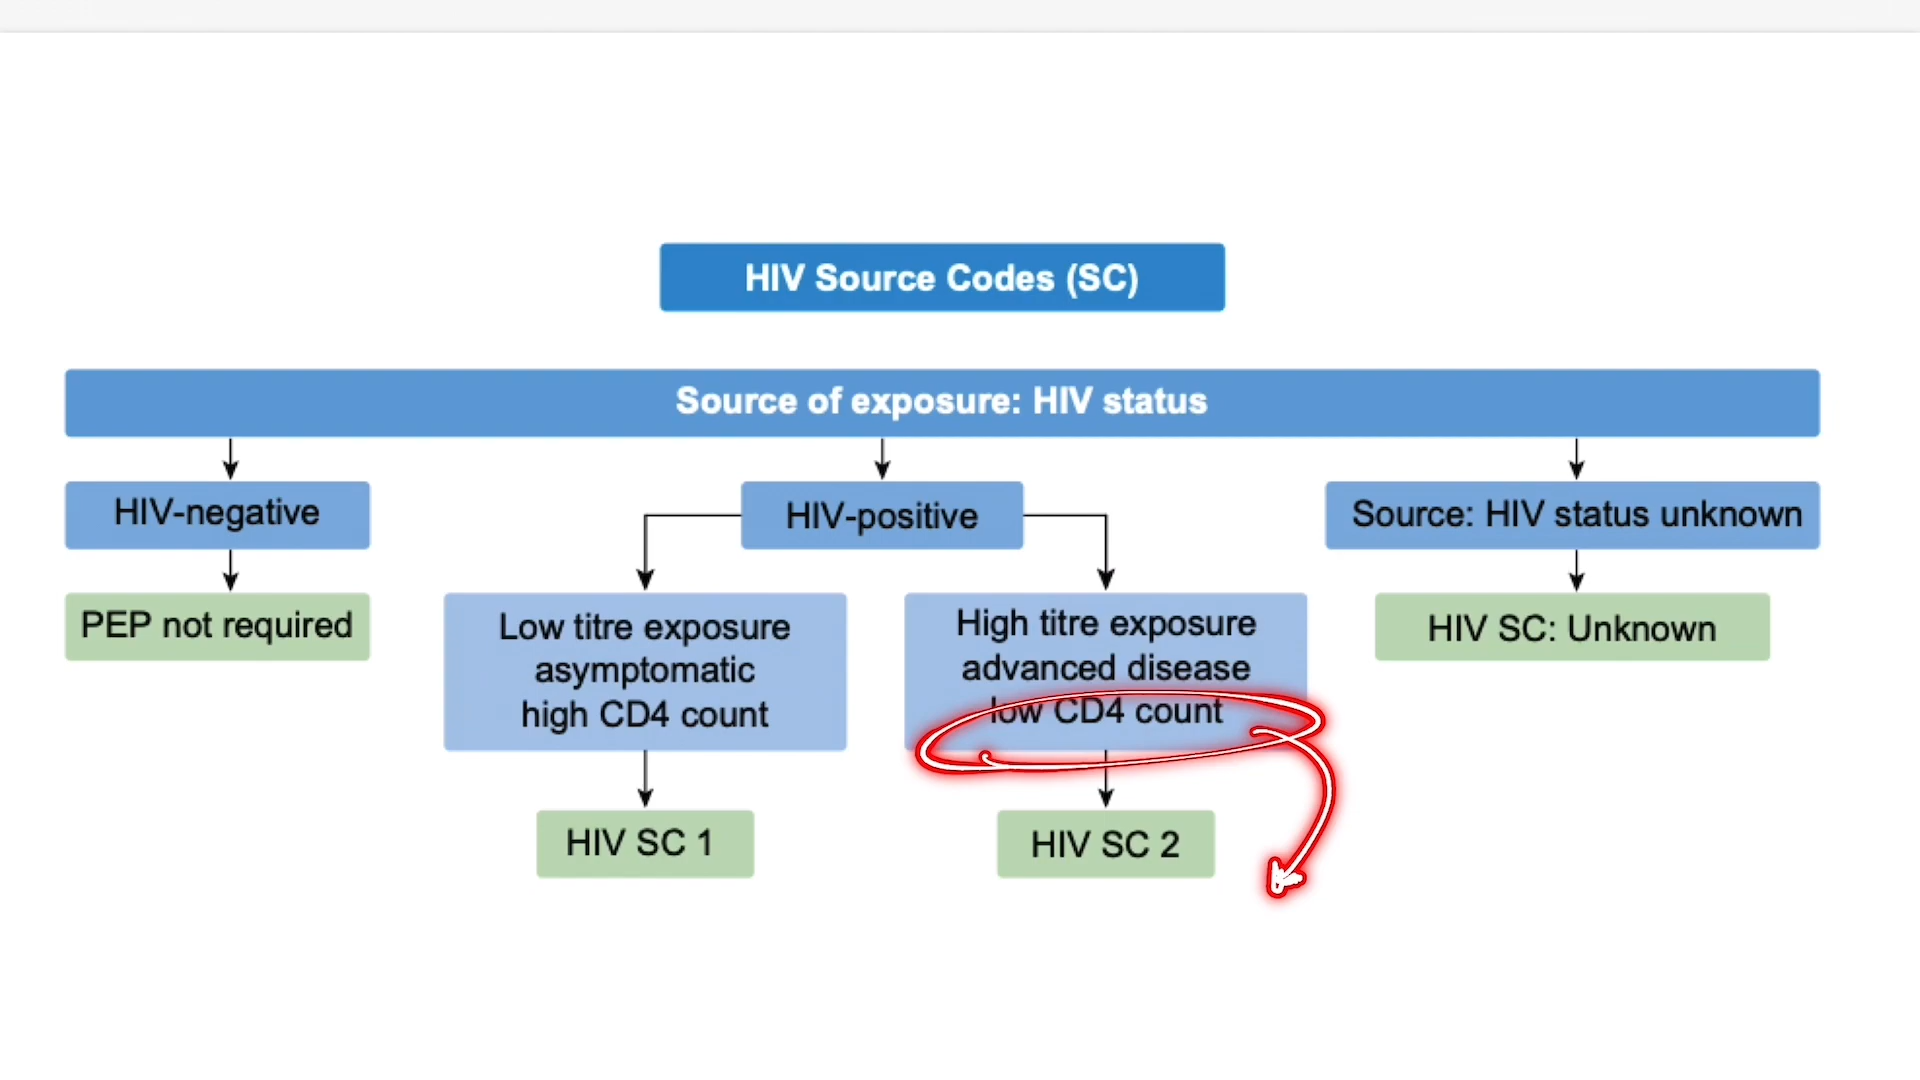 HIV Source Codes (SC)
Source of exposure: HIV status
HIV-negative
PEP not required
HIV-positive
Low titre exposure
asymptomatic
high CD4 count
HIV SC 1
High titre exposure
advanced disease
low CD4 count
HIV SC 2
Source: HIV status unknown
HIV SC: Unknown